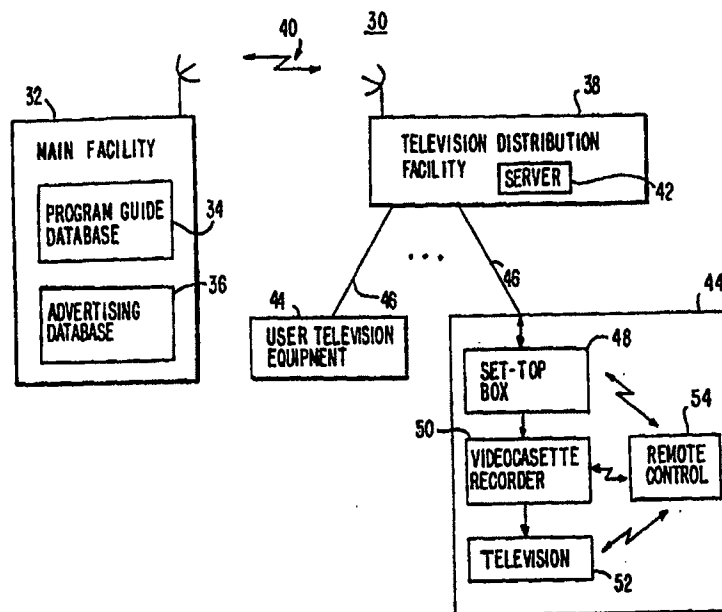 30
40
32
38
MAIN FACILITY
TELEVISION DISTRIBUTION
FACILITY
SERVER
42
PROGRAM GUIDE
DATABASE
34
36
ADVERTISING
DATABASE
...
46
46
44
USER TELEVISION
EQUIPMENT
44
48
SET-TOP
BOX
50
54
VIDEOCASETTE
RECORDER
REMOTE
CONTROL
TELEVISION
52